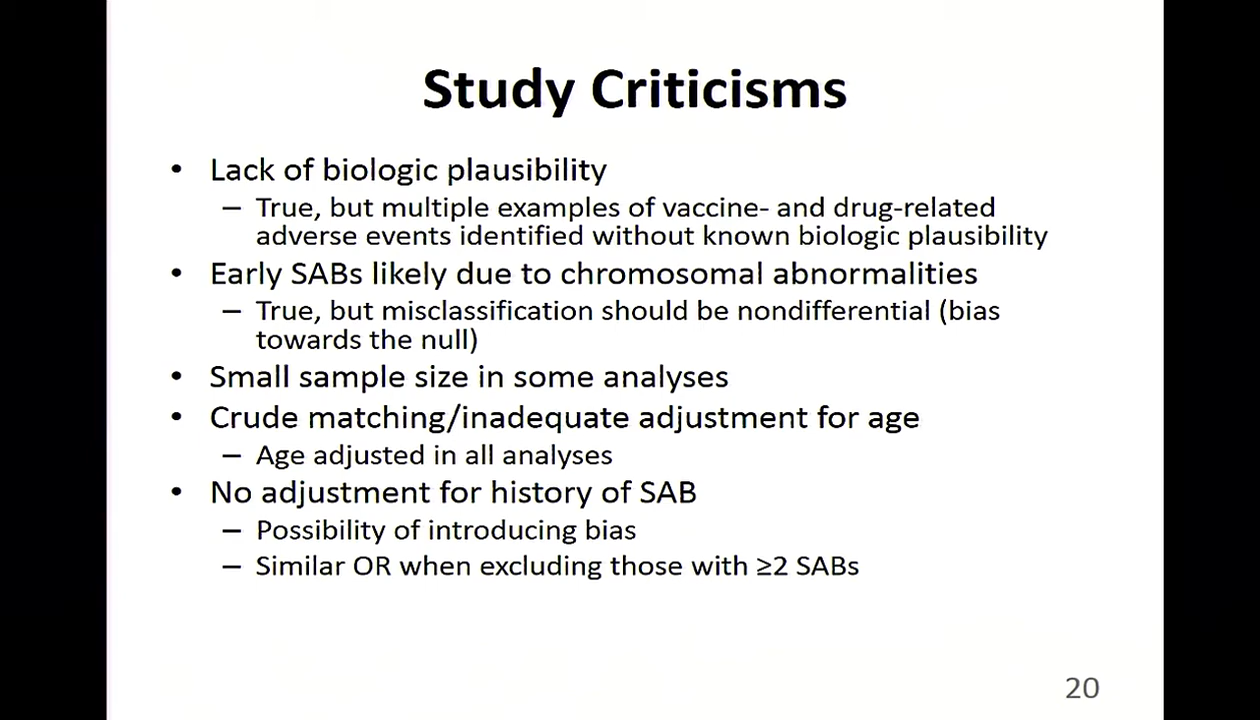 Study Criticisms
• Lack of biologic plausibility
– True, but multiple examples of vaccine- and drug-related
adverse events identified without known biologic plausibility
• Early SABs likely due to chromosomal abnormalities
– True, but misclassification should be nondifferential (bias
towards the null)
• Small sample size in some analyses
• Crude matching/inadequate adjustment for age
– Age adjusted in all analyses
• No adjustment for history of SAB
– Possibility of introducing bias
– Similar OR when excluding those with ≥2 SABs
20